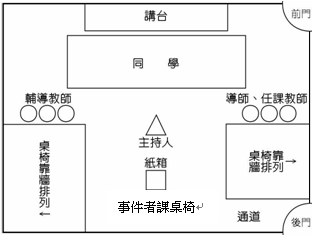 講台
前門
同　學
輔導教師
導師、任課教師
主持人
紙箱
桌椅靠牆排列→
桌椅靠牆排列→
事件者課桌椅↵
通道
後門